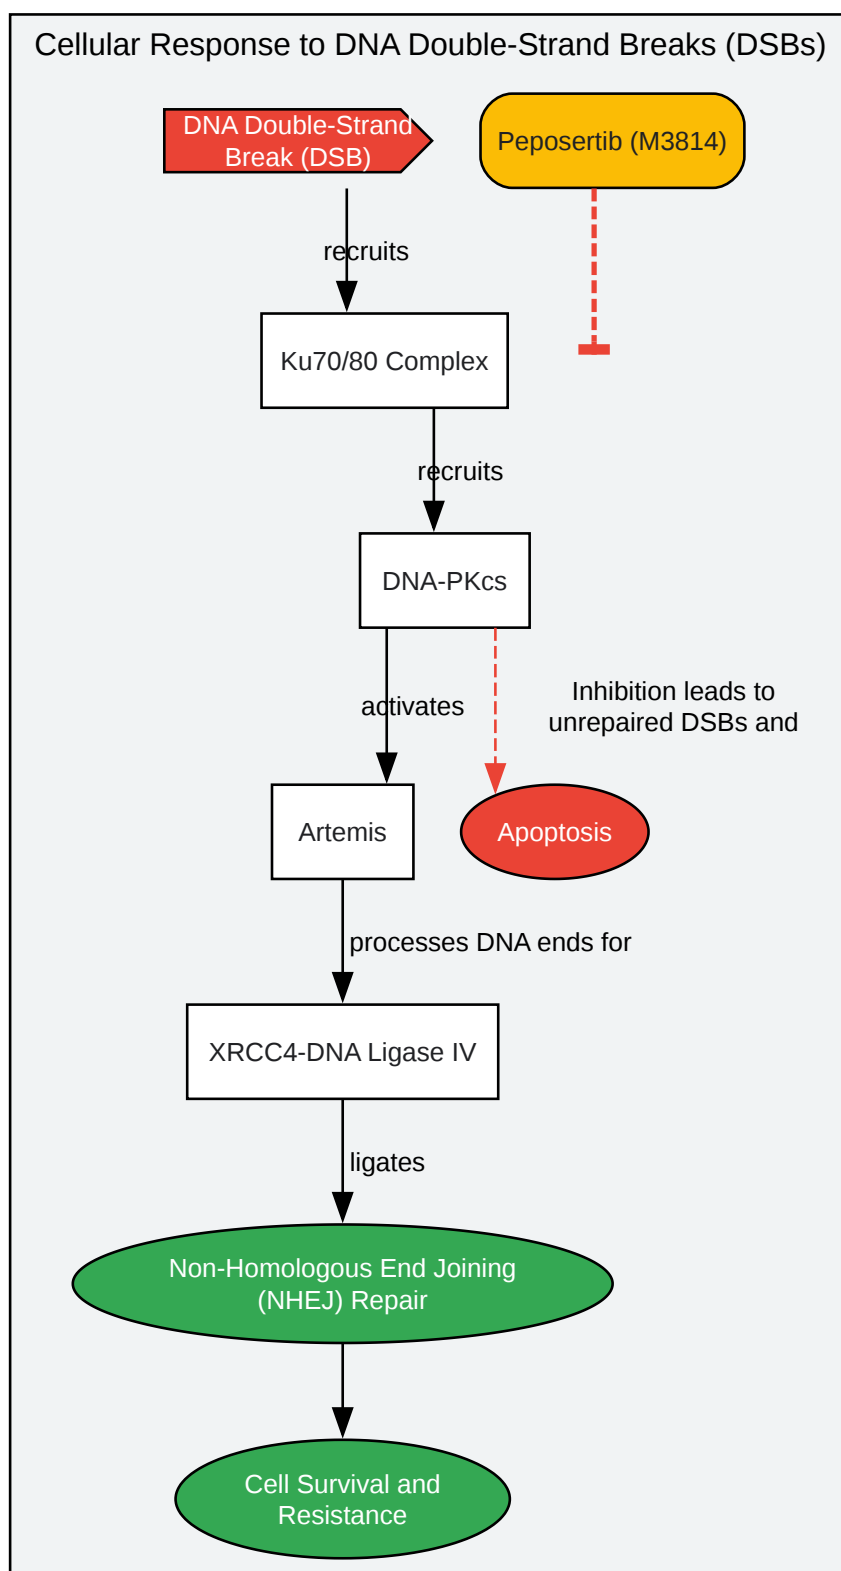 Cellular Response to DNA Double-Strand Breaks (DSBs)
DNA Double-Strand
Break (DSB)
Peposertib (M3814)
recruits
Ku70/80 Complex
recruits
DNA-PKcs
activates
Inhibition leads to
unrepaired DSBs and
Artemis
Apoptosis
processes DNA ends for
XRCC4-DNA Ligase IV
ligates
Non-Homologous End Joining
(NHEJ) Repair
Cell Survival and
Resistance